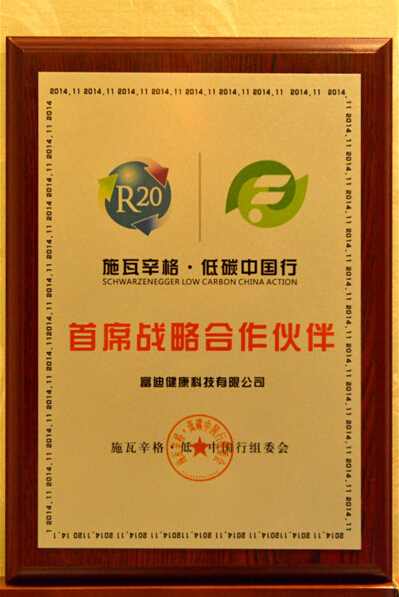 2014.11 2014.11 2014.11 2014.11 2014.11 2014.11 2014.11 2014.11
R20
施瓦辛格·低碳中国行
SCHWARZENEGGER LOW CARBON CHINA ACTION
首席战略合作伙伴
富迪健康科技有限公司
施瓦辛格·低 中国行组委会